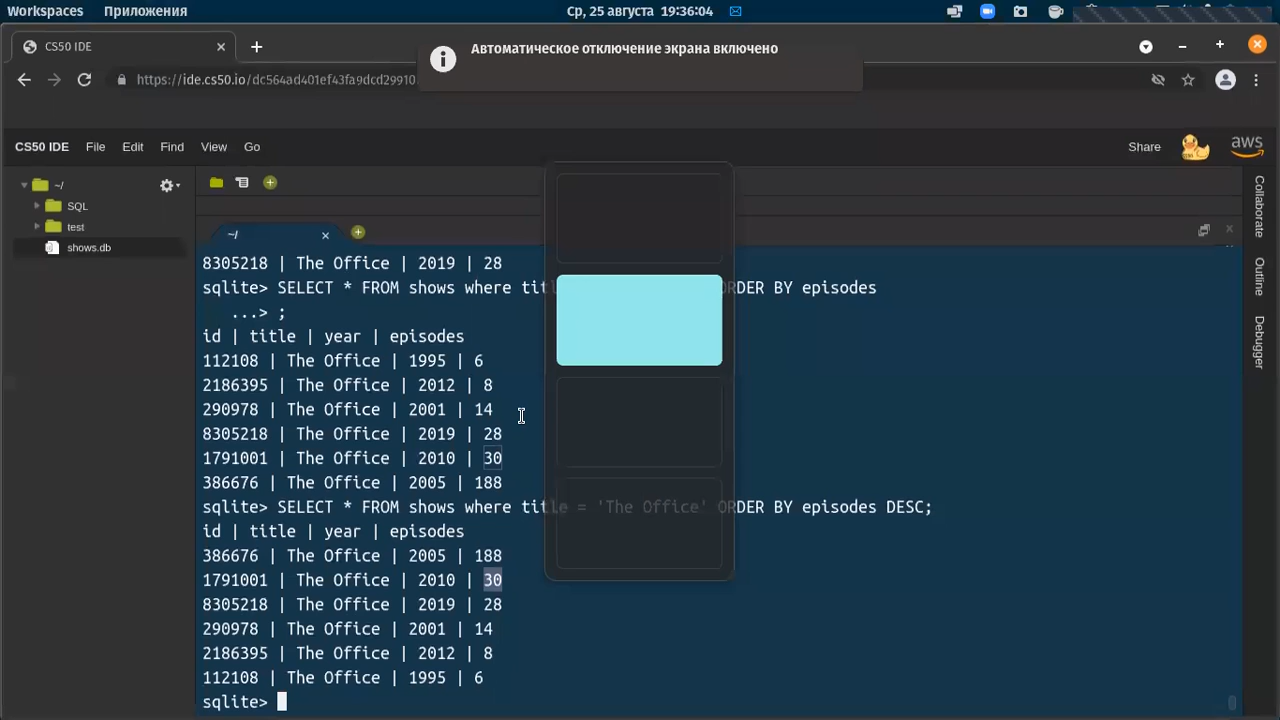 Workspaces Приложения Ср, 25 августа 19:36:04
CS50 IDE
Автоматическое отключение экрана включено
https://ide.cs50.io/dc564ad401ef43fa9dcd29910
CS50 IDE File Edit Find View Go Share aws
~/
SQL
test
shows.db
~/
Collaborate
Outline
Debugger
8305218 | The Office | 2019 | 28
sqlite> SELECT * FROM shows where ORDER BY episodes
...> ;
id | title | year | episodes
112108 | The Office | 1995 | 6
2186395 | The Office | 2012 | 8
290978 | The Office | 2001 | 14
8305218 | The Office | 2019 | 28
1791001 | The Office | 2010 | 30
386676 | The Office | 2005 | 188
sqlite> SELECT * FROM shows where title = 'The Office' ORDER BY episodes DESC;
id | title | year | episodes
386676 | The Office | 2005 | 188
1791001 | The Office | 2010 | 30
8305218 | The Office | 2019 | 28
290978 | The Office | 2001 | 14
2186395 | The Office | 2012 | 8
112108 | The Office | 1995 | 6
sqlite>